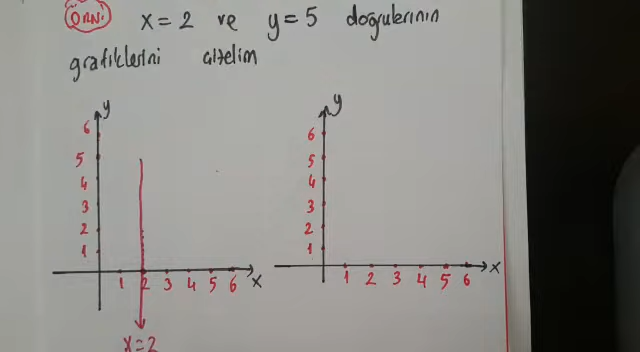 ÖRN:
x = 2 ve y = 5 doğrularının
grafiklerini çizelim
y
6
5
4
3
2
1
1 2 3 4 5 6 x
x = 2
y
6
5
4
3
2
1
1 2 3 4 5 6 x